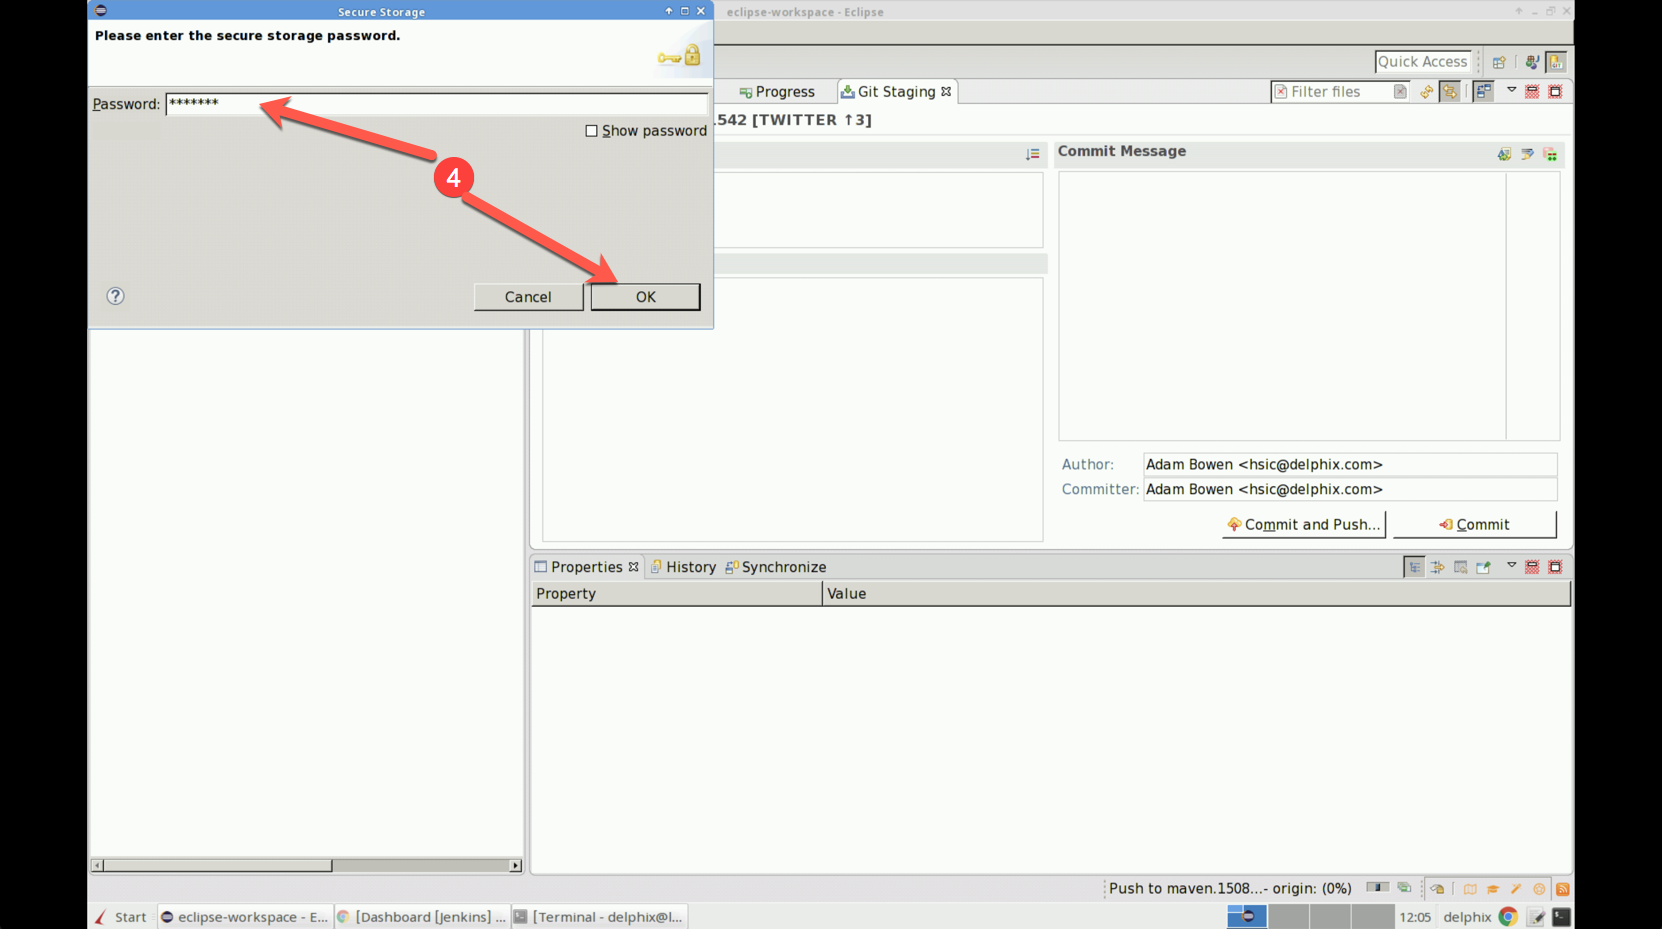 Secure Storage
eclipse-workspace - Eclipse
Please enter the secure storage password.
Quick Access
Password: *******
Show password
4
Cancel
OK
Progress
Git Staging
Filter files
.542 [TWITTER ↑3]
Commit Message
Author: Adam Bowen <hsic@delphix.com>
Committer: Adam Bowen <hsic@delphix.com>
Commit and Push...
Commit
Properties
History
Synchronize
Property
Value
Push to maven.1508...- origin: (0%)
Start
eclipse-workspace - E...
[Dashboard [Jenkins] ...
[Terminal - delphix@l...
12:05
delphix